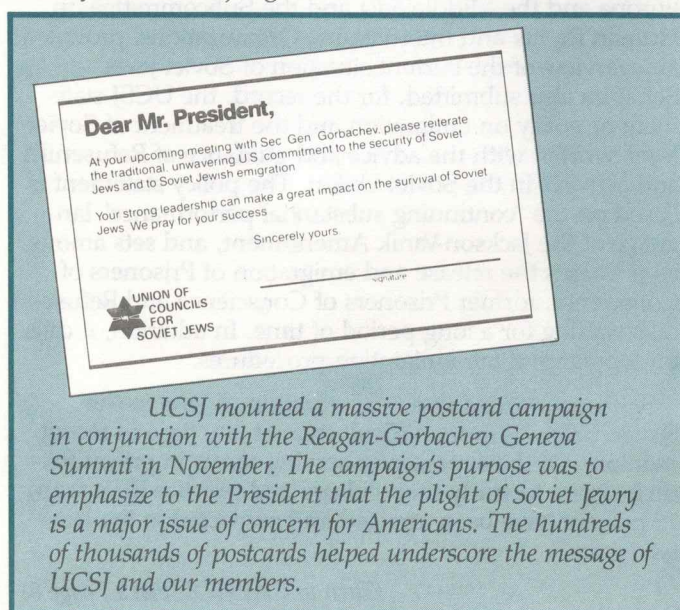 Dear Mr. President,
At your upcoming meeting with Sec. Gen. Gorbachev, please reiterate
the traditional, unwavering U.S. commitment to the security of Soviet
Jews and to Soviet Jewish emigration
Your strong leadership can make a great impact on the survival of Soviet
Jews. We pray for your success.
Sincerely yours,
signature
UNION OF
COUNCILS
FOR
SOVIET JEWS
UCSJ mounted a massive postcard campaign
in conjunction with the Reagan-Gorbachev Geneva
Summit in November. The campaign's purpose was to
emphasize to the President that the plight of Soviet Jewry
is a major issue of concern for Americans. The hundreds
of thousands of postcards helped underscore the message of
UCSJ and our members.